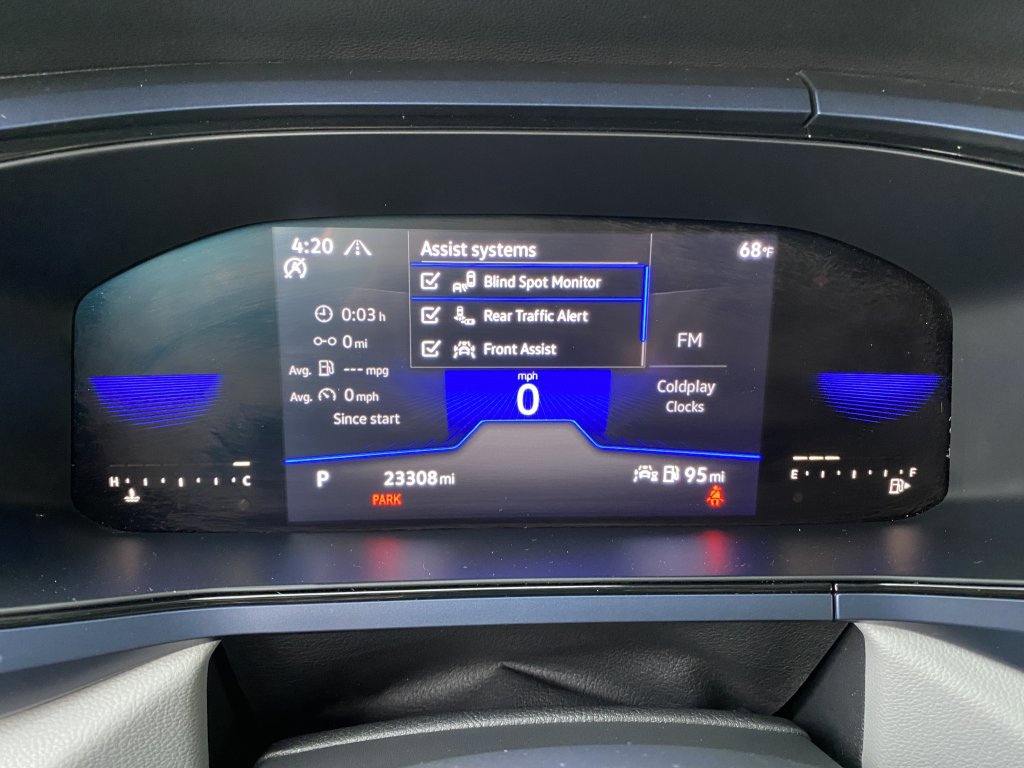 4:20
Assist systems
68°F
Blind Spot Monitor
Rear Traffic Alert
Front Assist
0:03 h
0 mi
Avg. --- mpg
Avg. 0 mph
Since start
FM
Coldplay
Clocks
mph
0
H C
P 23308 mi
95 mi
E F
PARK